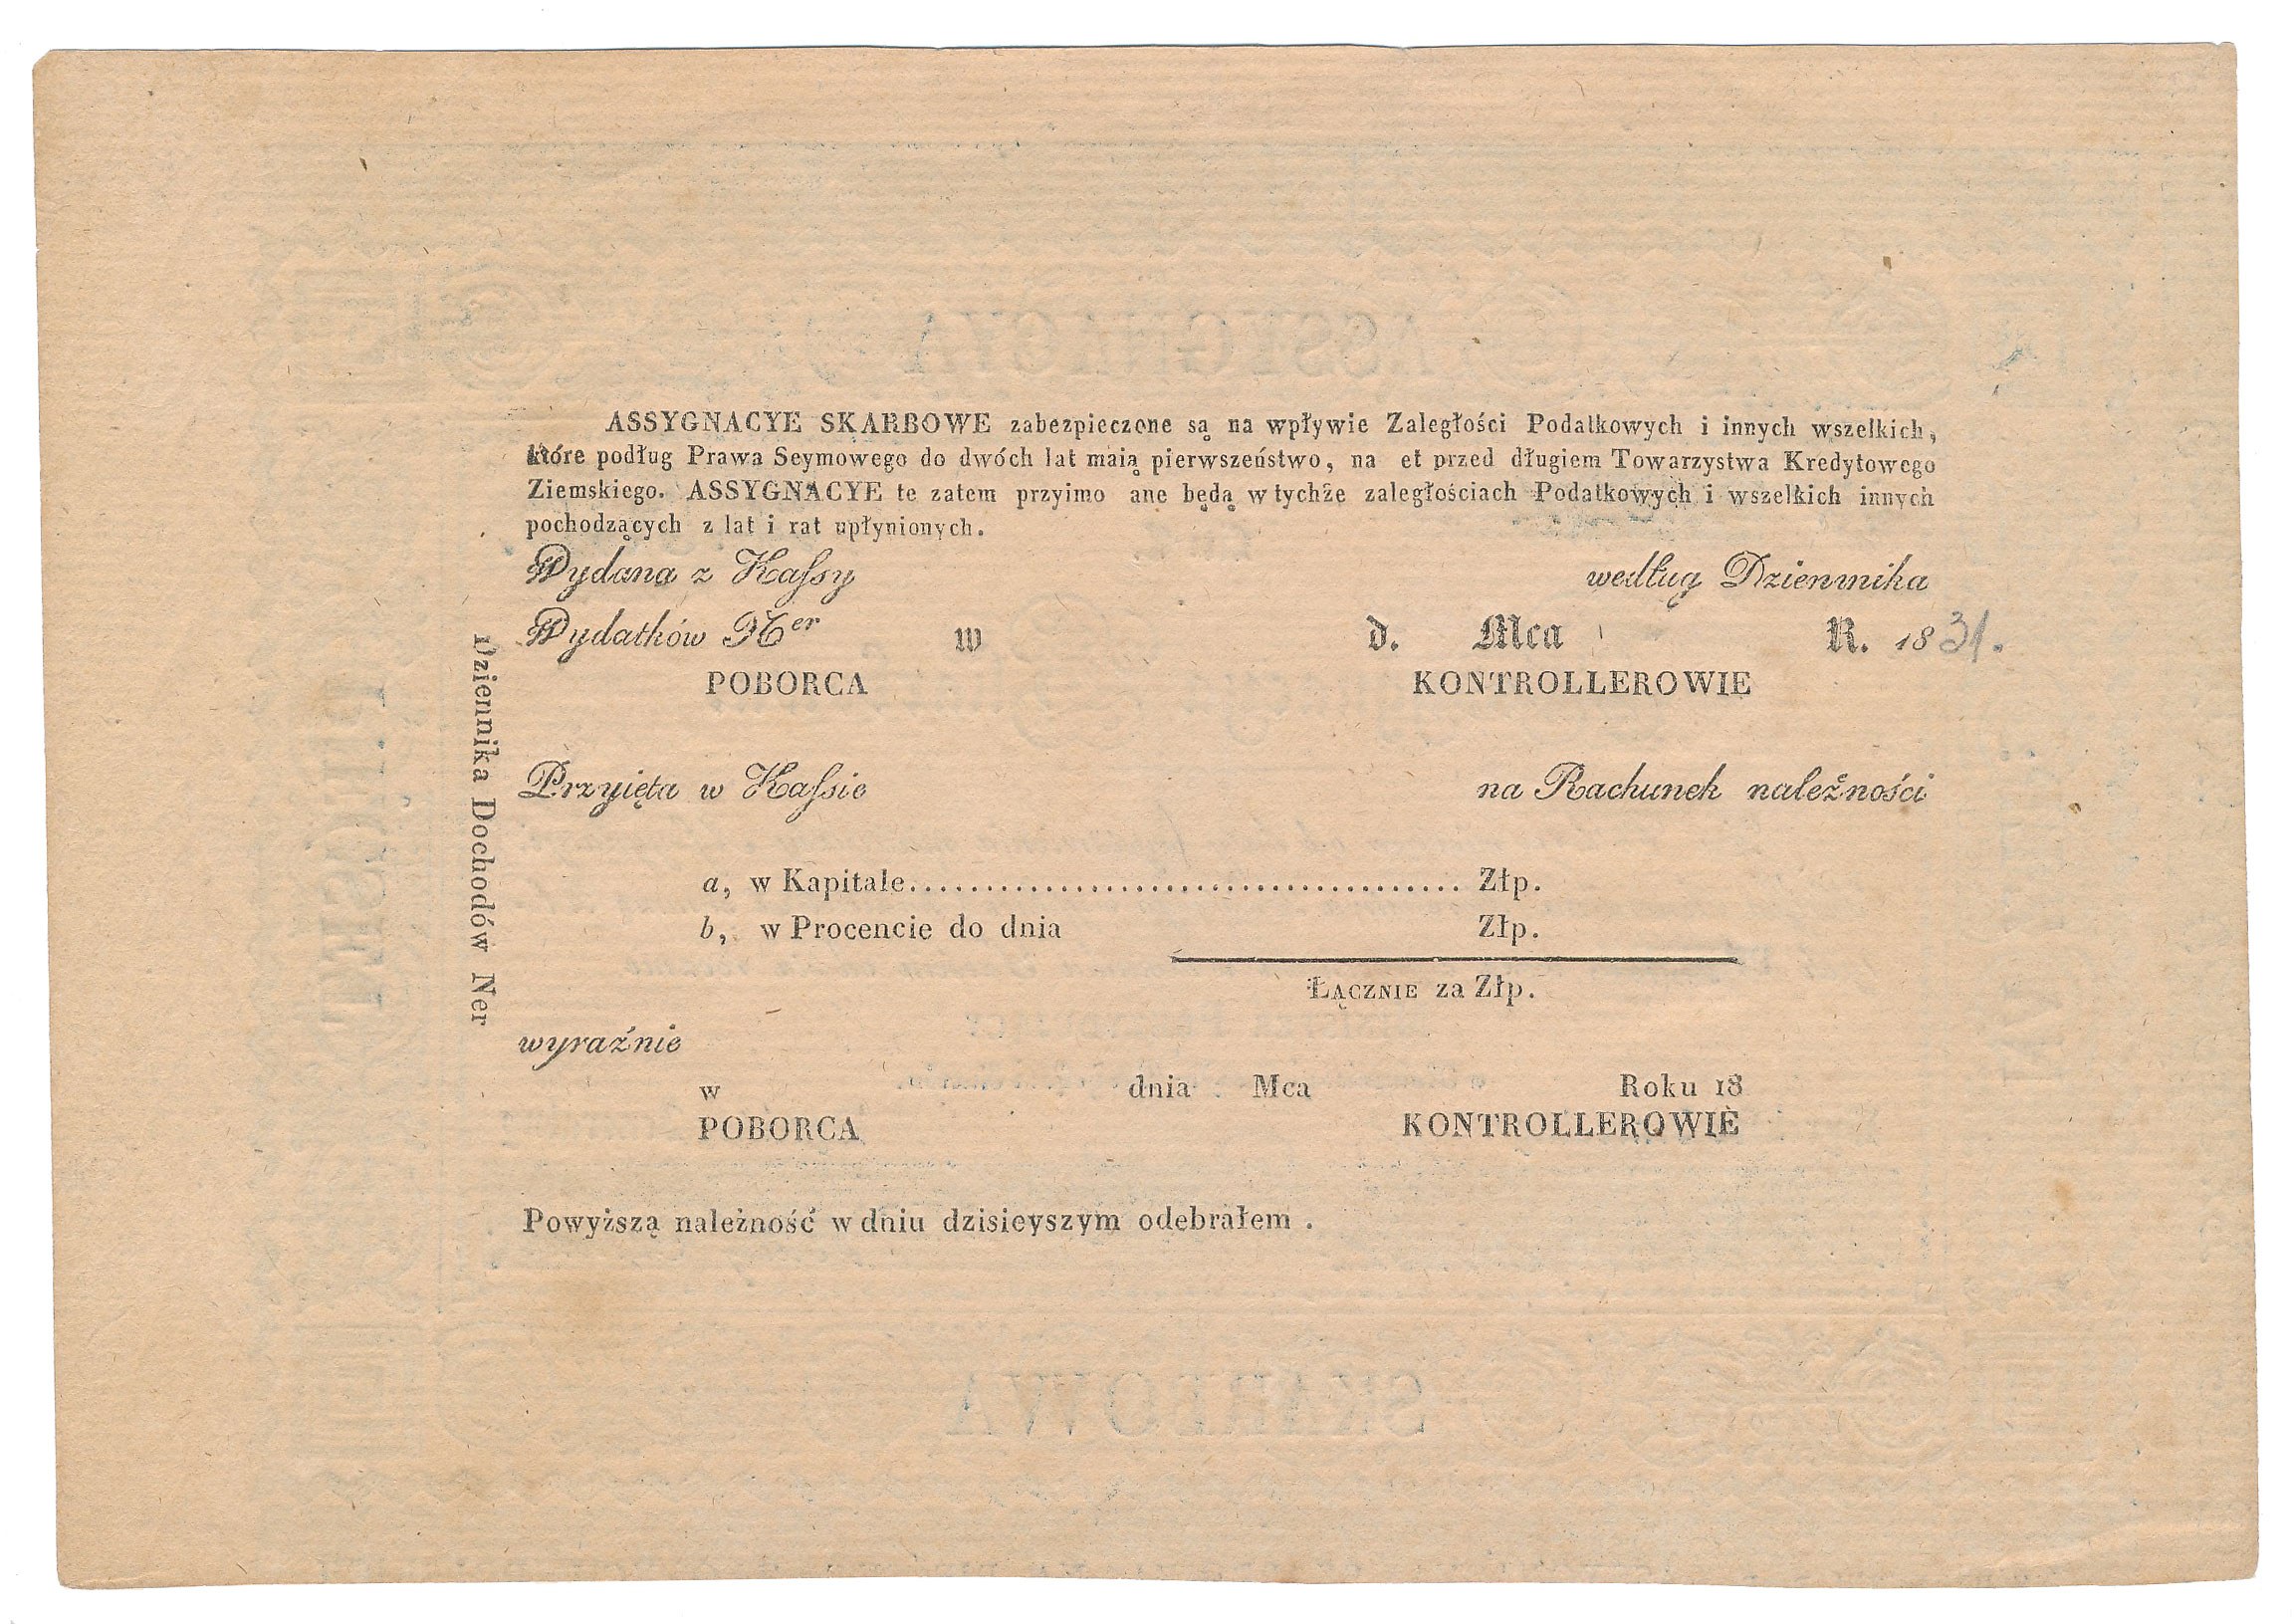 ASSYGNACYE SKARBOWE zabezpieczone są na wpływie Zaległości Podatkowych i innych wszelkich,
które podług Prawa Seymowego do dwóch lat maią pierwszeństwo, na et przed długiem Towarzystwa Kredytowego
Ziemskiego. ASSYGNACYE te zatem przyimo ane będą w tychże zaległościach Podatkowych i wszelkich innych
pochodzących z lat i rat upłynionych.
Wydana z Kaſsy według Dziennika
Wydatków Ner w d. Mca R. 1831.
POBORCA KONTROLLEROWIE
Przyięta w Kaſsie na Rachunek należności
a, w Kapitale.................................... Złp.
b, w Procencie do dnia Złp.
ŁĄCZNIE za Złp.
wyraźnie
w dnia Mca Roku 18
POBORCA KONTROLLEROWIE
Powyższą należność w dniu dzisieyszym odebrałem .
Dziennika Dochodów Ner
ASSYGNACYA
SKARBOWA